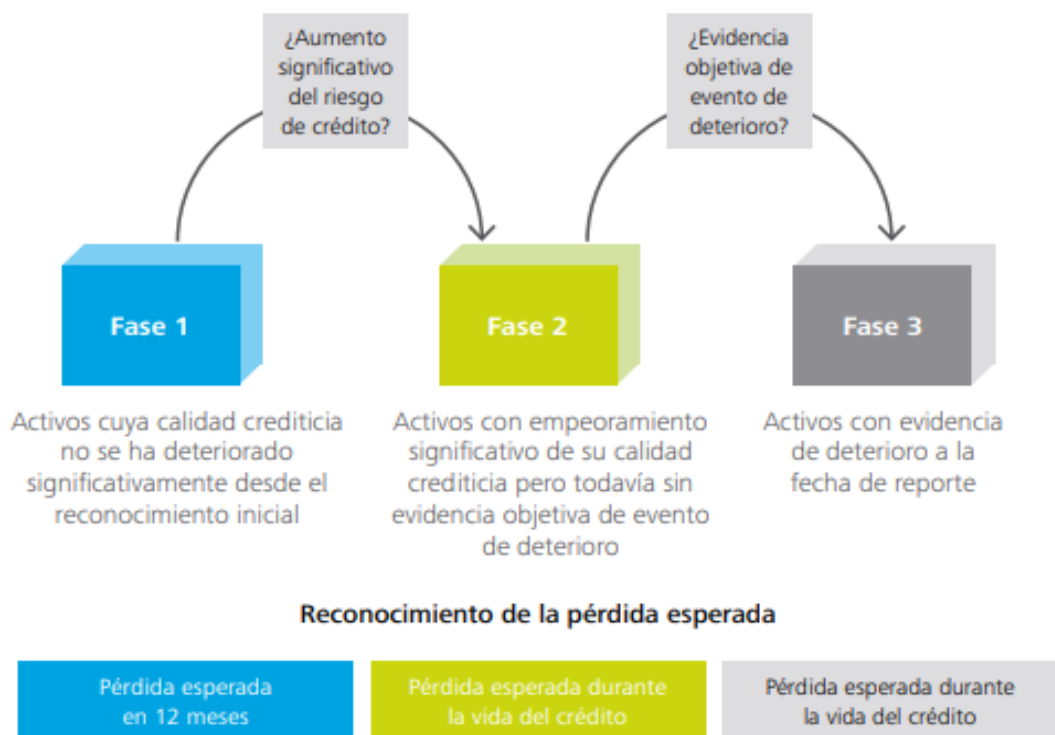 ¿Aumento
significativo
del riesgo
de crédito?
¿Evidencia
objetiva de
evento de
deterioro?
Fase 1
Fase 2
Fase 3
Activos cuya calidad crediticia
no se ha deteriorado
significativamente desde el
reconocimiento inicial
Activos con empeoramiento
significativo de su calidad
crediticia pero todavía sin
evidencia objetiva de evento
de deterioro
Activos con evidencia
de deterioro a la
fecha de reporte
Reconocimiento de la pérdida esperada
Pérdida esperada
en 12 meses
Pérdida esperada durante
la vida del crédito
Pérdida esperada durante
la vida del crédito